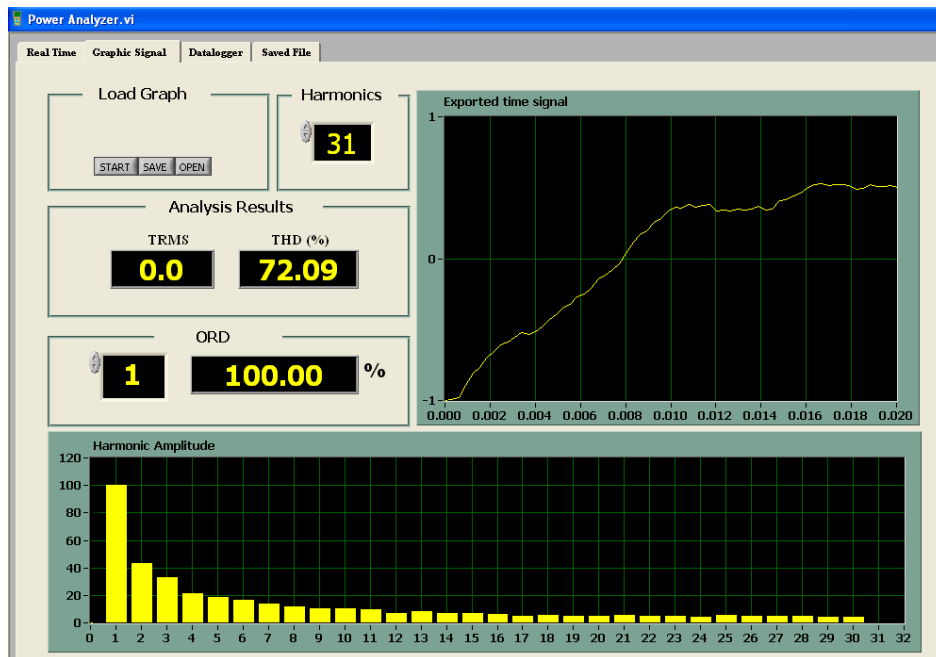 Power Analyzer.vi
Real Time Graphic Signal Datalogger Saved File
Load Graph
START SAVE OPEN
Harmonics
31
Analysis Results
TRMS THD (%)
0.0 72.09
ORD
1 100.00 %
Exported time signal
1
0
-1
0.000 0.002 0.004 0.006 0.008 0.010 0.012 0.014 0.016 0.018 0.020
Harmonic Amplitude
120
100
80
60
40
20
0
0 1 2 3 4 5 6 7 8 9 10 11 12 13 14 15 16 17 18 19 20 21 22 23 24 25 26 27 28 29 30 31 32